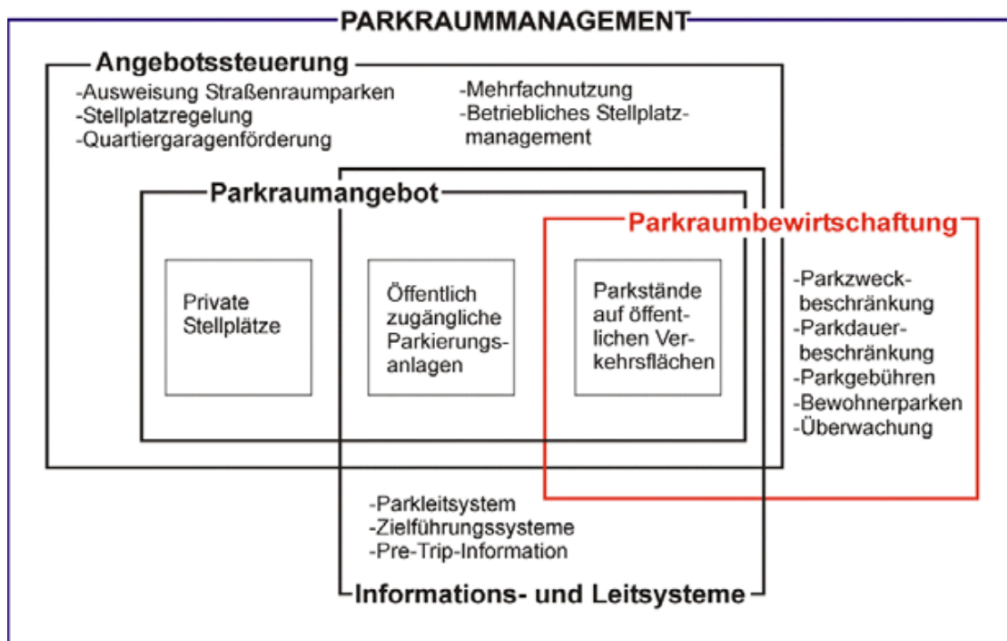 PARKRAUMMANAGEMENT
Angebotssteuerung
-Ausweisung Straßenraumparken
-Stellplatzregelung
-Quartiergaragenförderung
-Mehrfachnutzung
-Betriebliches Stellplatz-
management
Parkraumangebot
Parkraumbewirtschaftung
Private
Stellplätze
Öffentlich
zugängliche
Parkierungs-
anlagen
Parkstände
auf öffent-
lichen Ver-
kehrsflächen
-Parkzweck-
beschränkung
-Parkdauer-
beschränkung
-Parkgebühren
-Bewohnerparken
-Überwachung
-Parkleitsystem
-Zielführungssysteme
-Pre-Trip-Information
Informations- und Leitsysteme